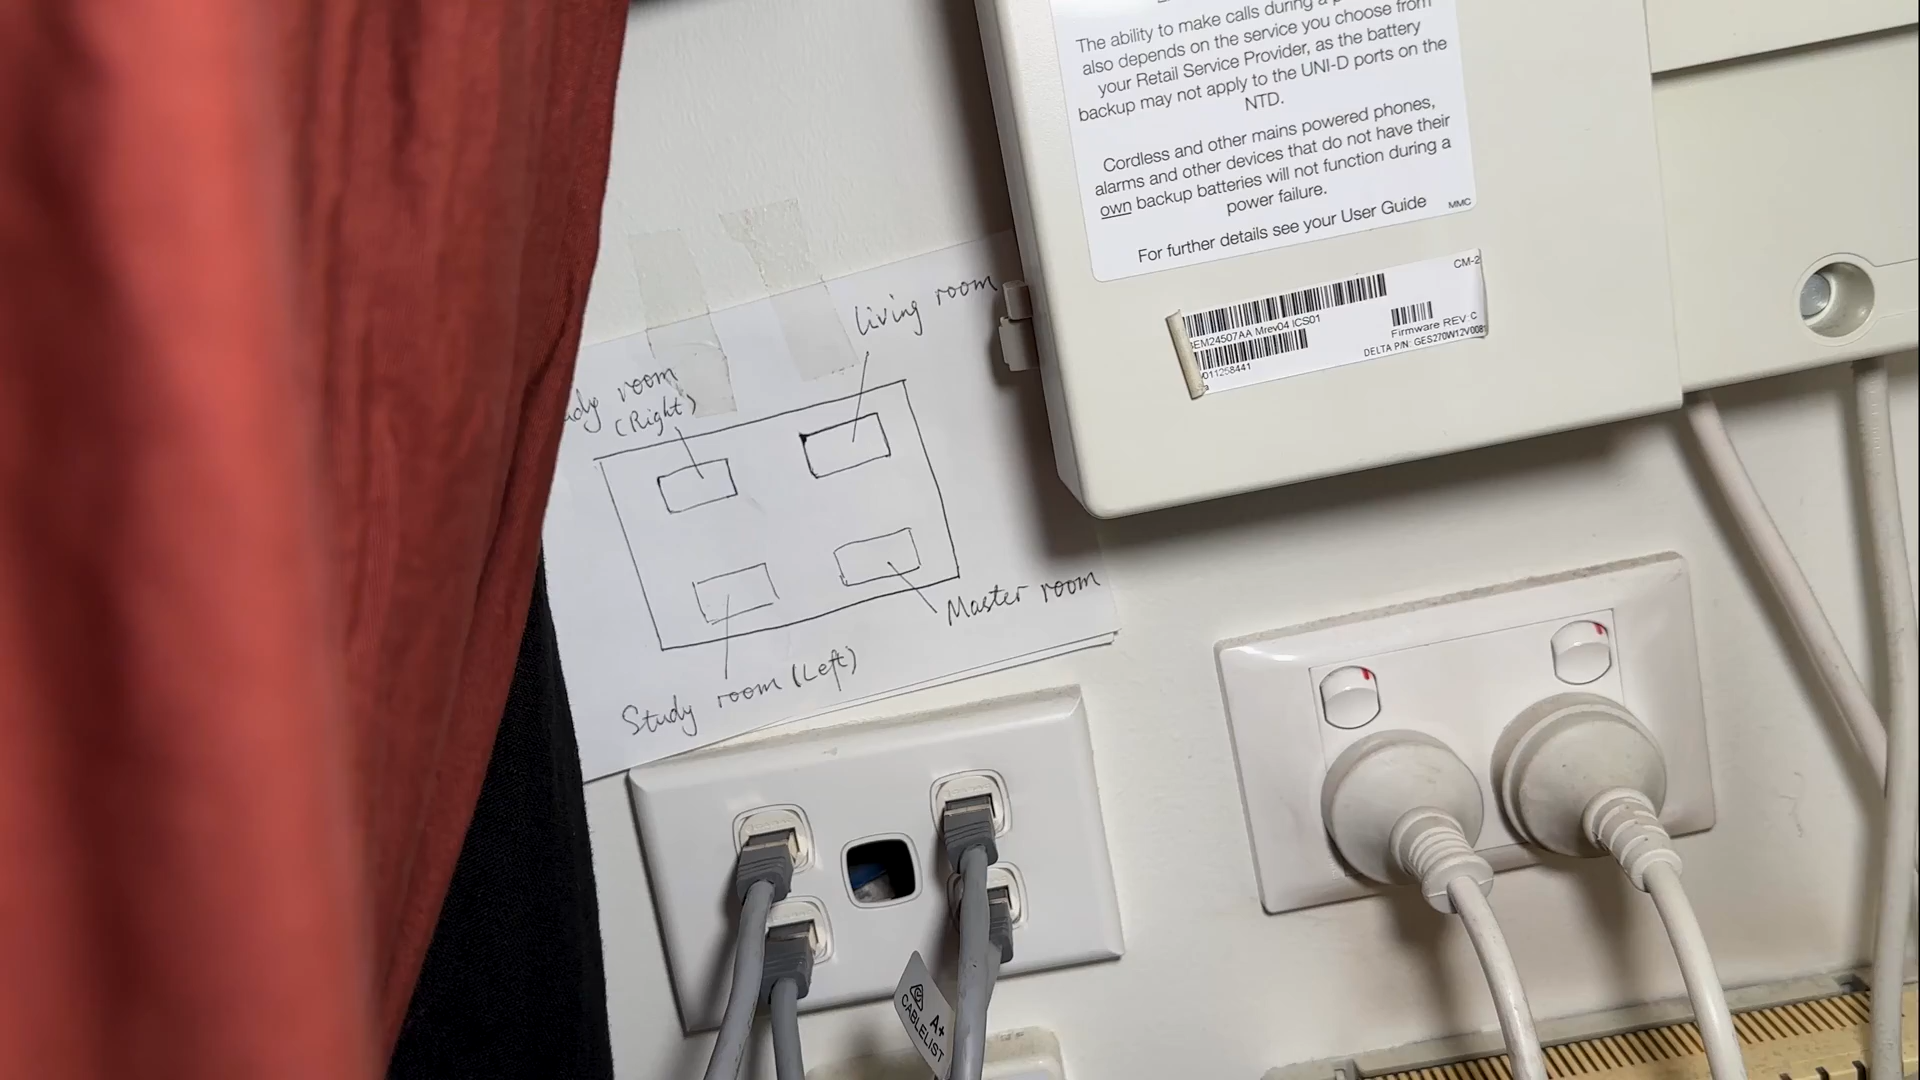 The ability to make calls during a
also depends on the service you choose from
your Retail Service Provider, as the battery
backup may not apply to the UNI-D ports on the
NTD.
Cordless and other mains powered phones,
alarms and other devices that do not have their
own backup batteries will not function during a
power failure.
For further details see your User Guide
MMC
CM-2
EM24507AA Mrev04 ICS01
Firmware REV: C
DELTA P/N: GES270W12V008
011258441
living room
room
(Right)
Master room
Study room (Left)
A+
CABLELIST